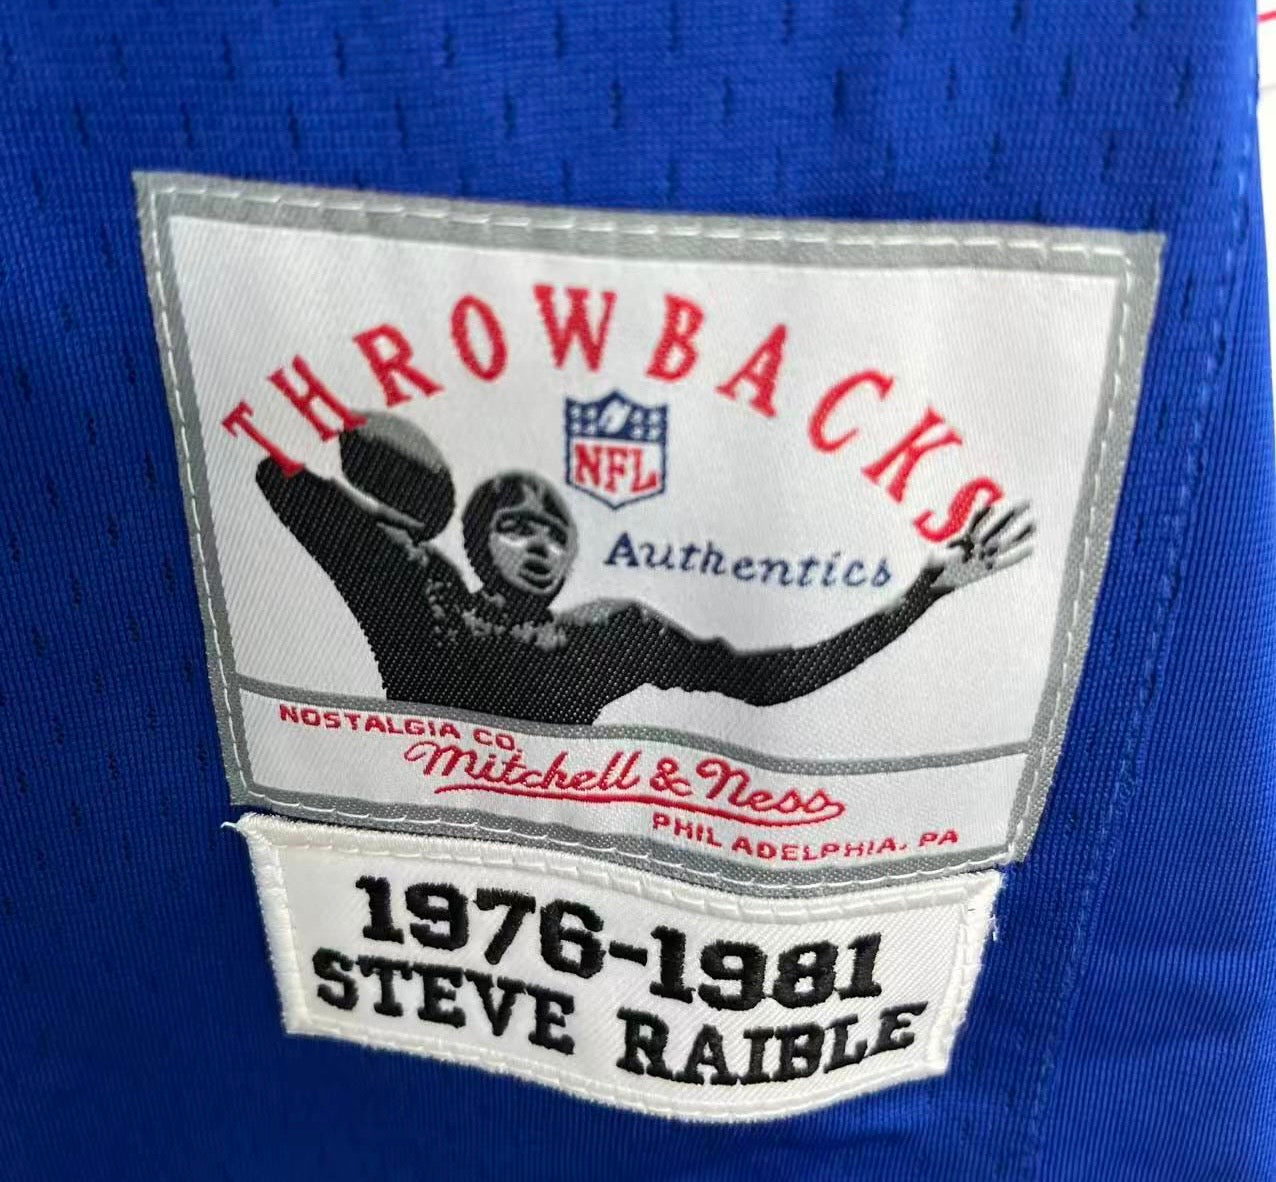 THROWBACKS
NFL
Authentics
NOSTALGIA CO.
Mitchell & Ness
PHILADELPHIA, PA
1976-1981
STEVE RAIBLE